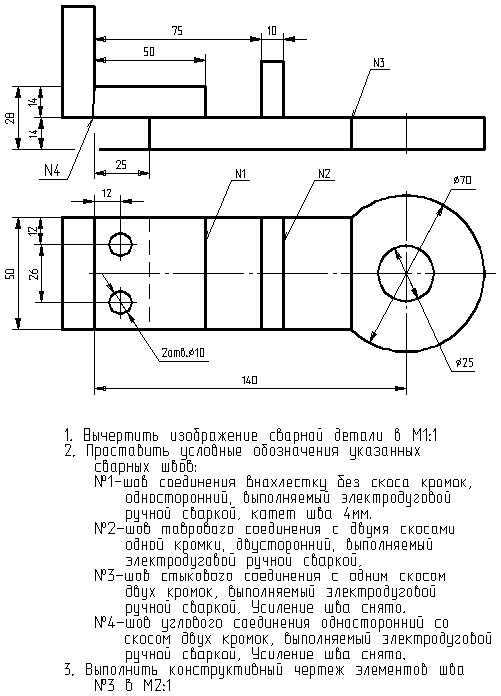 75
10
50
N3
14
28
14
N4
25
12
N1
N2
⌀70
12
50
26
2отв.⌀10
⌀25
140
1. Вычертить изображение сварной детали в М1:1
2. Праставить условные обозначения указанных
сварных швов:
№1-шов соединения внахлестку без скоса кромок,
односторонний, выполняемый электродуговой
ручной сваркой, катет шва 4мм.
№2-шов таврового соединения с двумя скосами
одной кромки, двусторонний, выполняемый
электродуговой ручной сваркой,
№3-шов стыкового соединения с одним скосом
двух кромок, выполняемый электродуговой
ручной сваркой, Усиление шва снято.
№4-шов углового соединения односторонний со
скосом двух кромок, выполняемый электродуговой
ручной сваркой, Усиление шва снято.
3. Выполнить конструктивный чертеж элементов шва
№3 в М2:1